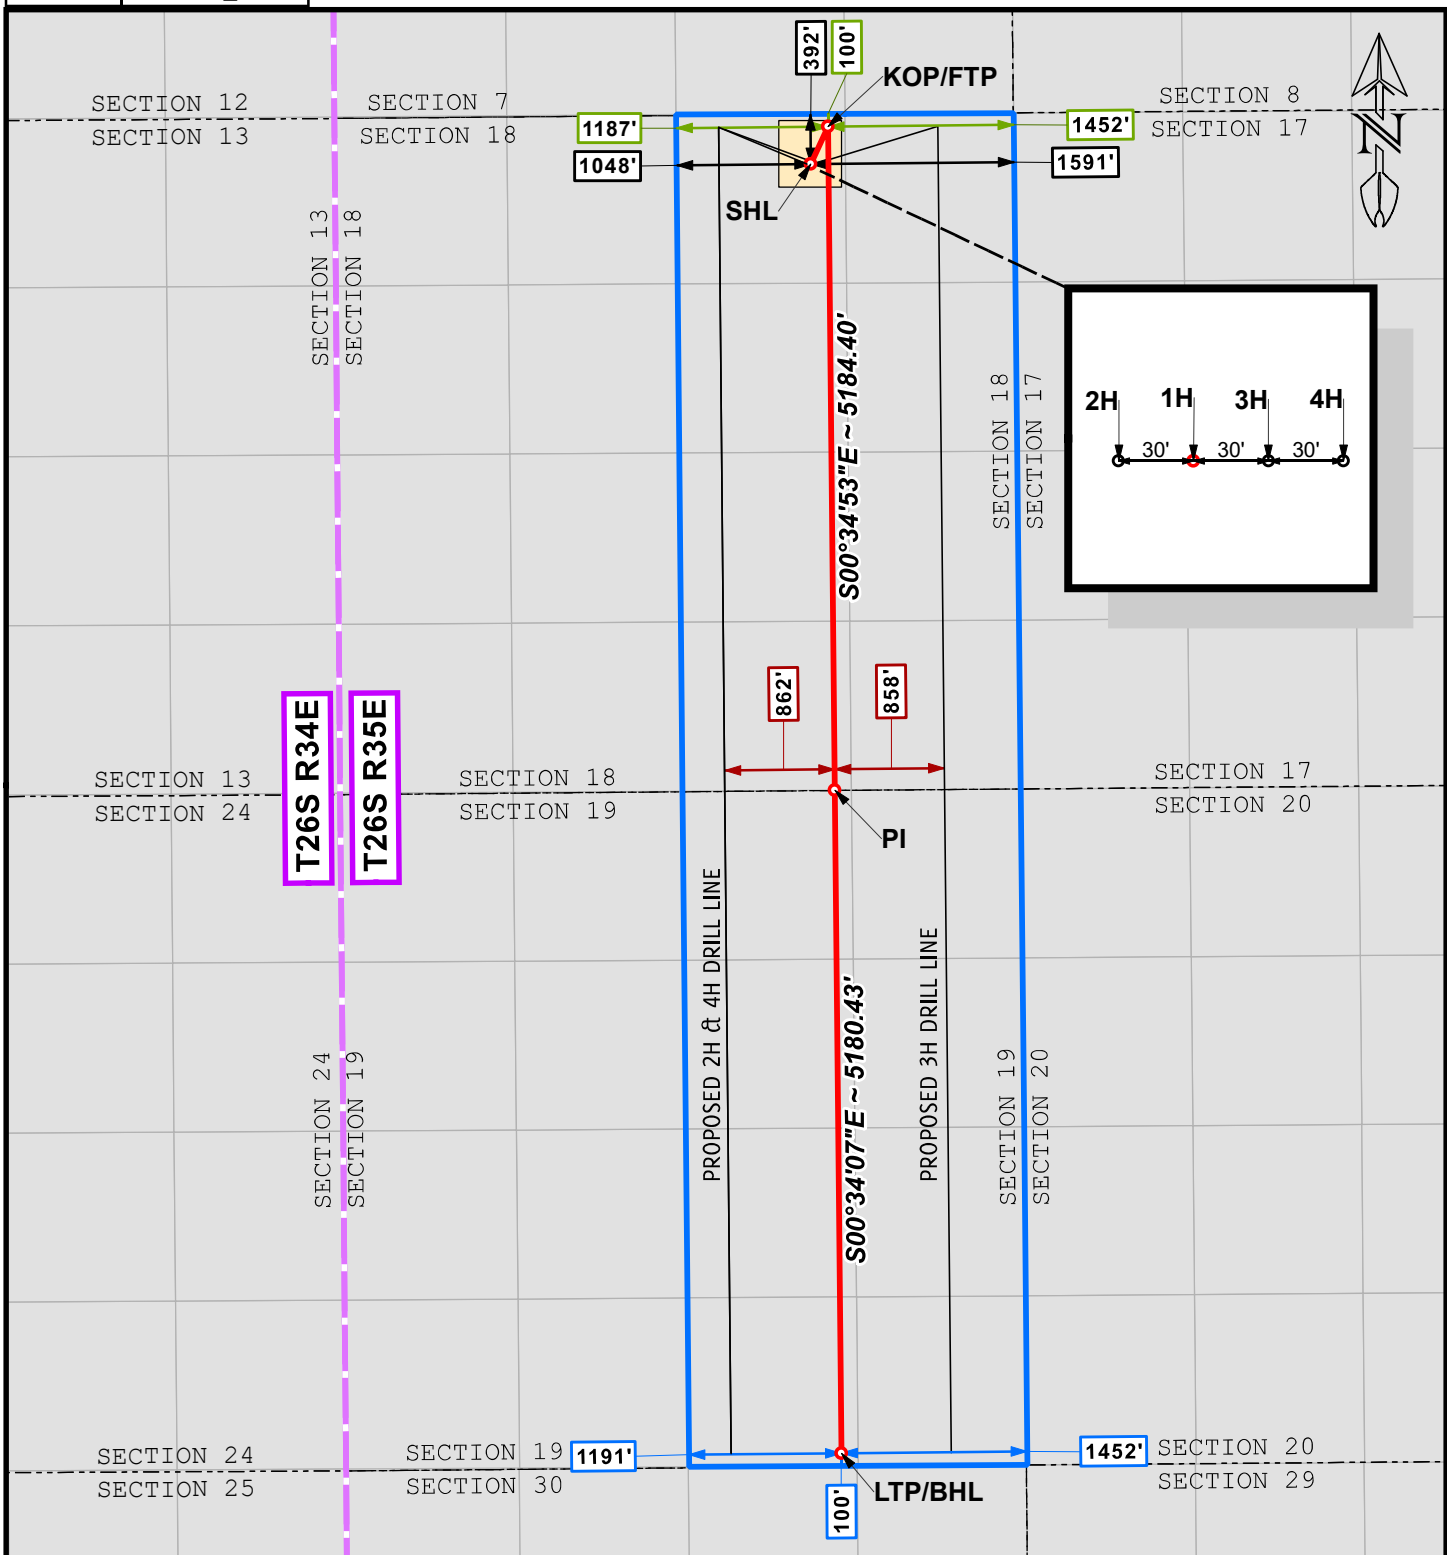 392'
100'
KOP/FTP
SECTION 12
SECTION 7
SECTION 8
SECTION 13
SECTION 18
SECTION 17
1187'
1452'
1048'
1591'
N
SHL
SECTION 13
SECTION 18
2H
1H
3H
4H
30'
30'
30'
S00°34'53"E ~ 5184.40'
SECTION 18
SECTION 17
862'
858'
T26S R34E
T26S R35E
SECTION 13
SECTION 18
SECTION 17
SECTION 24
SECTION 19
SECTION 20
PI
PROPOSED 2H & 4H DRILL LINE
PROPOSED 3H DRILL LINE
S00°34'07"E ~ 5180.43'
SECTION 24
SECTION 19
SECTION 19
SECTION 20
SECTION 24
SECTION 19
1191'
1452'
SECTION 20
SECTION 25
SECTION 30
SECTION 29
LTP/BHL
100'